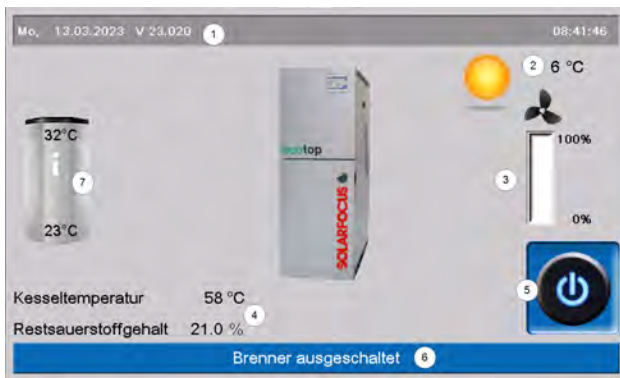 Mo, 13.03.2023 V 23.020 1 08:41:46
2 6 °C
32°C
7
23°C
top
SOLARFOCUS
100%
3
0%
5
Kesseltemperatur 58 °C
4
Restsauerstoffgehalt 21.0 %
Brenner ausgeschaltet 6